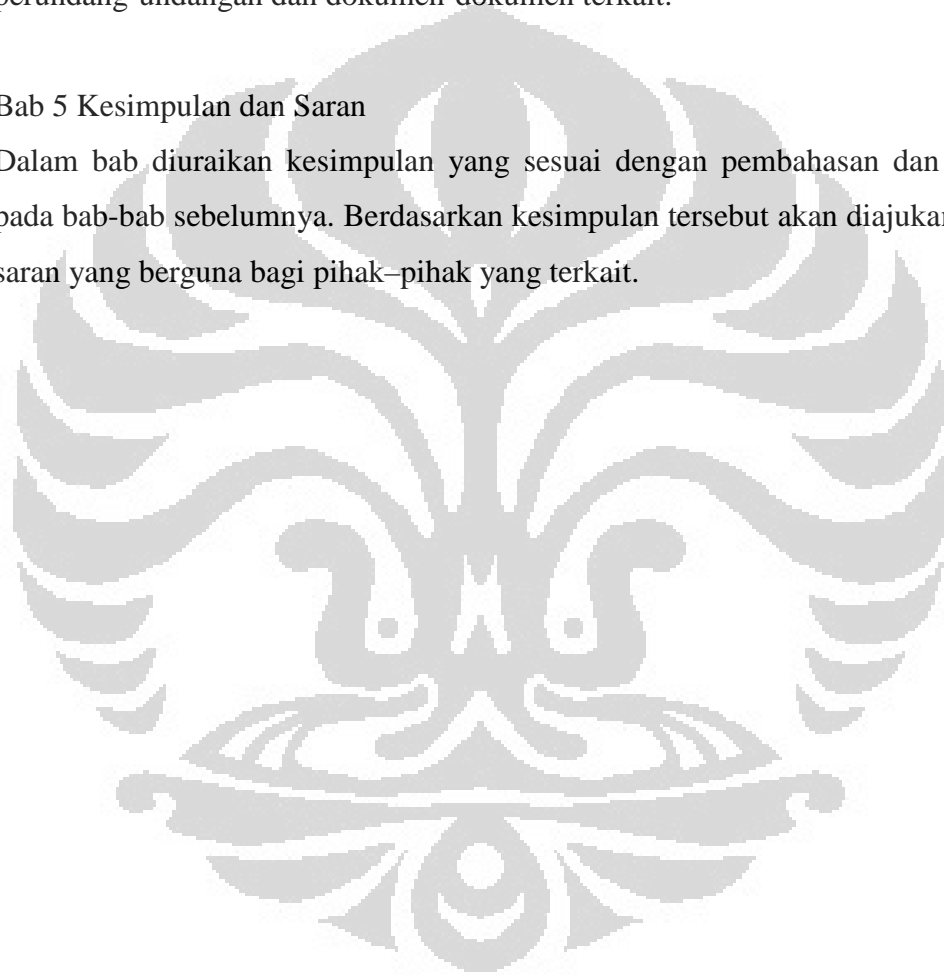 perundang-undangan dan dokumen-dokumen terkait.
Bab 5 Kesimpulan dan Saran
Dalam bab diuraikan kesimpulan yang sesuai dengan pembahasan dan
pada bab-bab sebelumnya. Berdasarkan kesimpulan tersebut akan diajukan
saran yang berguna bagi pihak–pihak yang terkait.